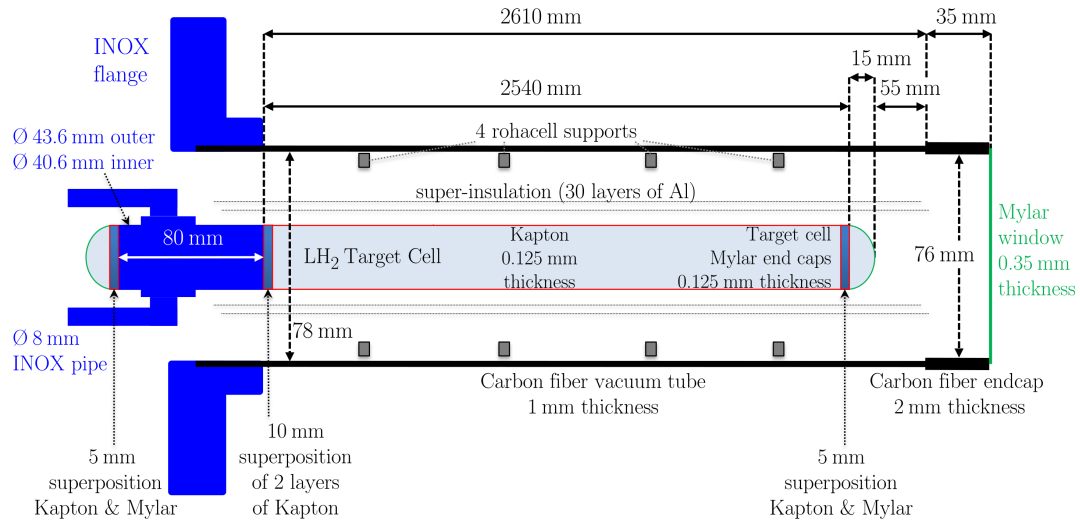 2610 mm
35 mm
INOX
flange
15 mm
2540 mm
55 mm
Ø 43.6 mm outer
Ø 40.6 mm inner
4 rohacell supports
super-insulation (30 layers of Al)
80 mm
LH2 Target Cell
Kapton
0.125 mm
thickness
Target cell
Mylar end caps
0.125 mm thickness
76 mm
Mylar
window
0.35 mm
thickness
78 mm
Ø 8 mm
INOX pipe
Carbon fiber vacuum tube
1 mm thickness
Carbon fiber endcap
2 mm thickness
5 mm
superposition
Kapton & Mylar
10 mm
superposition
of 2 layers
of Kapton
5 mm
superposition
Kapton & Mylar